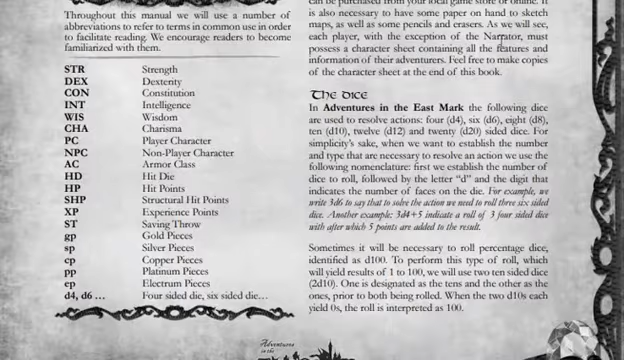 Throughout this manual we will use a number of
abbreviations to refer to terms in common use in order
to facilitate reading. We encourage readers to become
familiarized with them.
STR Strength
DEX Dexterity
CON Constitution
INT Intelligence
WIS Wisdom
CHA Charisma
PC Player Character
NPC Non-Player Character
AC Armor Class
HD Hit Die
HP Hit Points
SHP Structural Hit Points
XP Experience Points
ST Saving Throw
gp Gold Pieces
sp Silver Pieces
cp Copper Pieces
pp Platinum Pieces
ep Electrum Pieces
d4, d6 ... Four sided die, six sided die...
can be purchased from your local game store or online. It
is also necessary to have some paper on hand to sketch
maps, as well as some pencils and erasers. As we will see,
each player, with the exception of the Narrator, must
possess a character sheet containing all the features and
information of their adventurers. Feel free to make copies
of the character sheet at the end of this book.
The Dice
In Adventures in the East Mark the following dice
are used to resolve actions: four (d4), six (d6), eight (d8),
ten (d10), twelve (d12) and twenty (d20) sided dice. For
simplicity's sake, when we want to establish the number
and type that are necessary to resolve an action we use the
following nomenclature: first we establish the number of
dice to roll, followed by the letter "d" and the digit that
indicates the number of faces on the die. For example, we
write 3d6 to say that to solve the action we need to roll three six sided
dice. Another example: 3d4+5 indicate a roll of 3 four sided dice
with after which 5 points are added to the result.
Sometimes it will be necessary to roll percentage dice,
identified as d100. To perform this type of roll, which
will yield results of 1 to 100, we will use two ten sided dice
(2d10). One is designated as the tens and the other as the
ones, prior to both being rolled. When the two d10s each
yield 0s, the roll is interpreted as 100.
Adventures
in the